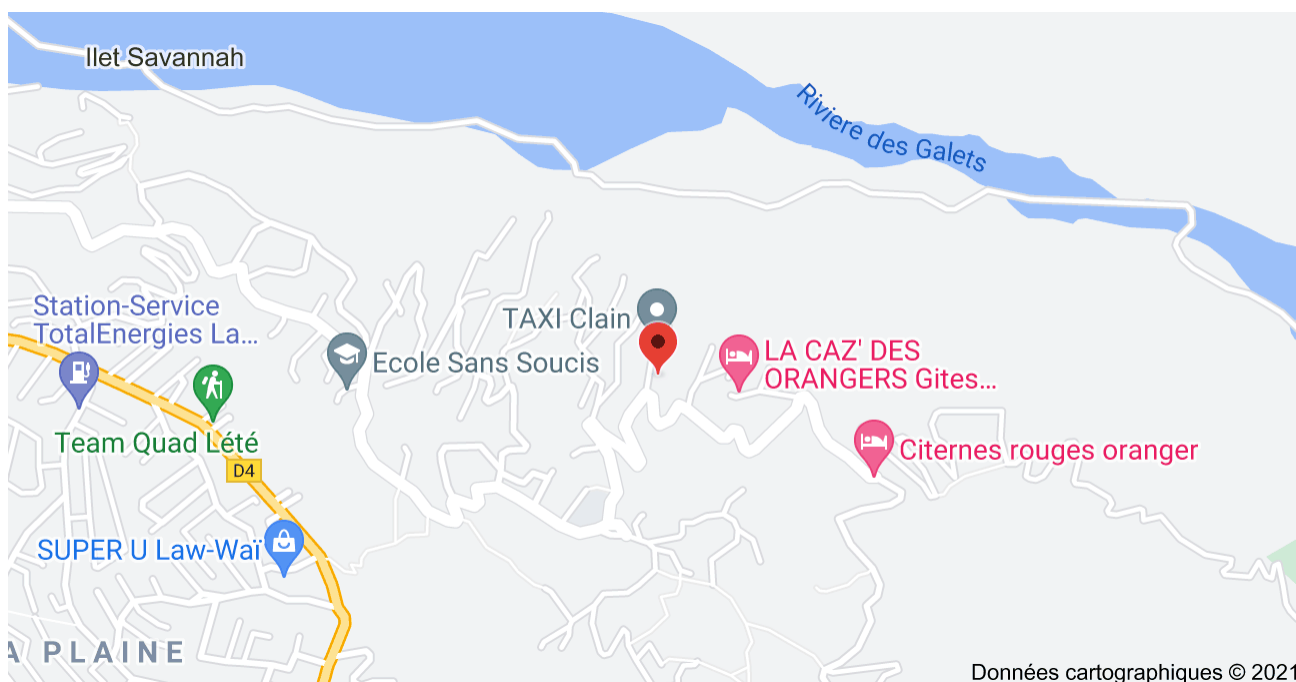 Ilet Savannah
Riviere des Galets
Station-Service
TotalEnergies La...
TAXI Clain
Ecole Sans Soucis
LA CAZ' DES
ORANGERS Gites...
Team Quad Lété
D4
Citernes rouges oranger
SUPER U Law-Waï
A PLAINE
Données cartographiques © 2021